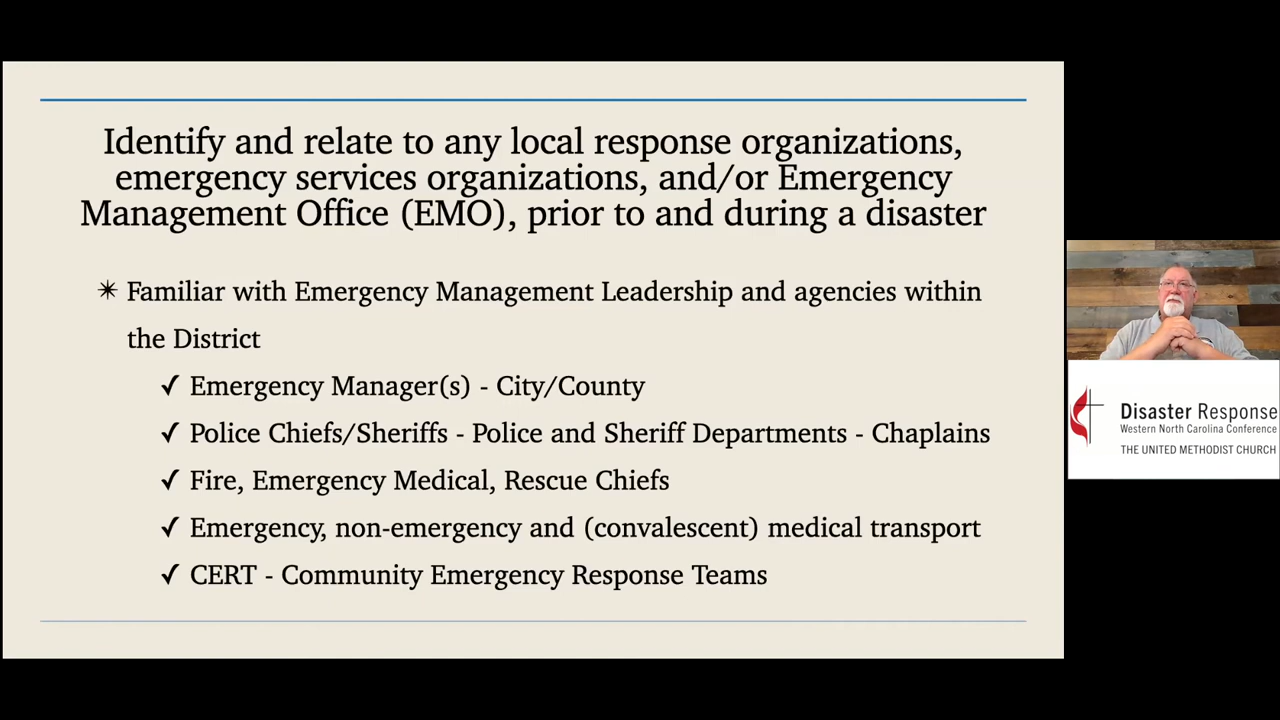 Identify and relate to any local response organizations,
emergency services organizations, and/or Emergency
Management Office (EMO), prior to and during a disaster
✴ Familiar with Emergency Management Leadership and agencies within
the District
✓ Emergency Manager(s) - City/County
✓ Police Chiefs/Sheriffs - Police and Sheriff Departments - Chaplains
✓ Fire, Emergency Medical, Rescue Chiefs
✓ Emergency, non-emergency and (convalescent) medical transport
✓ CERT - Community Emergency Response Teams
Disaster Response
Western North Carolina Conference
THE UNITED METHODIST CHURCH